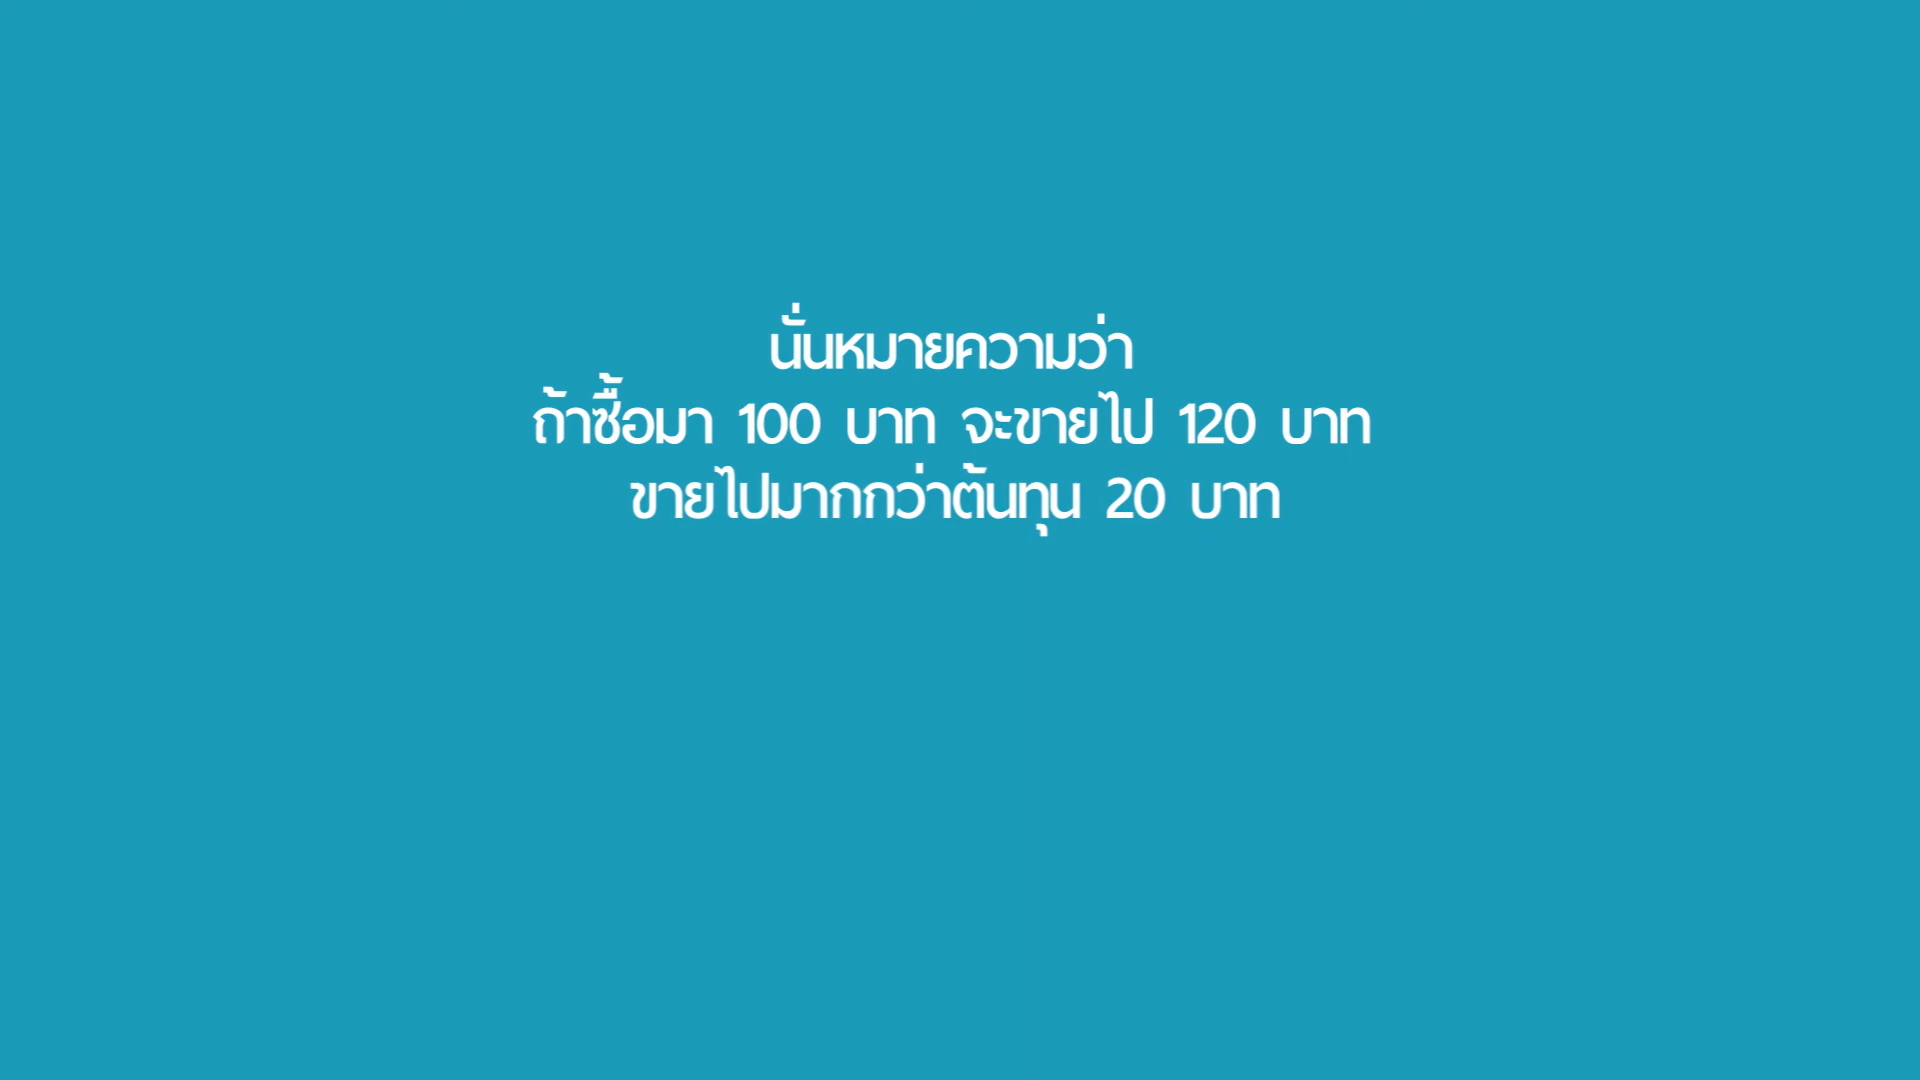 นั่นหมายความว่า
ถ้าซื้อมา 100 บาท จะขายไป 120 บาท
ขายไปมากกว่าต้นทุน 20 บาท